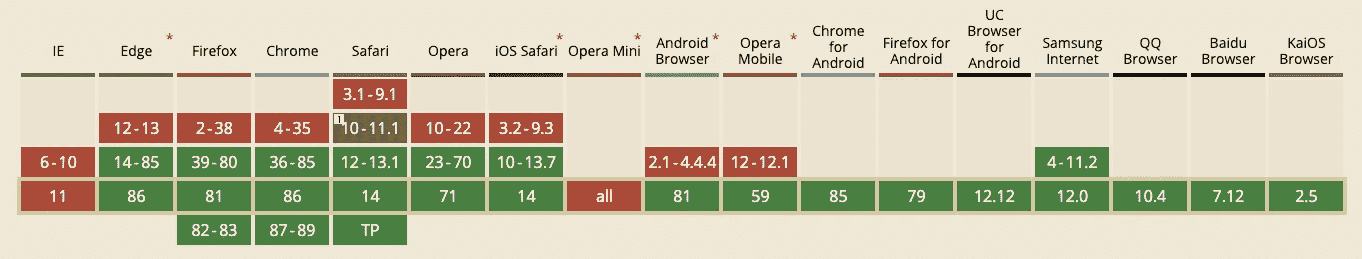 IE Edge * Firefox Chrome Safari Opera iOS Safari * Opera Mini * Android Browser * Opera Mobile * Chrome for Android Firefox for Android UC Browser for Android Samsung Internet QQ Browser Baidu Browser KaiOS Browser
3.1-9.1
12-13 2-38 4-35 1 10-11.1 10-22 3.2-9.3
6-10 14-85 39-80 36-85 12-13.1 23-70 10-13.7 2.1-4.4.4 12-12.1 4-11.2
11 86 81 86 14 71 14 all 81 59 85 79 12.12 12.0 10.4 7.12 2.5
82-83 87-89 TP